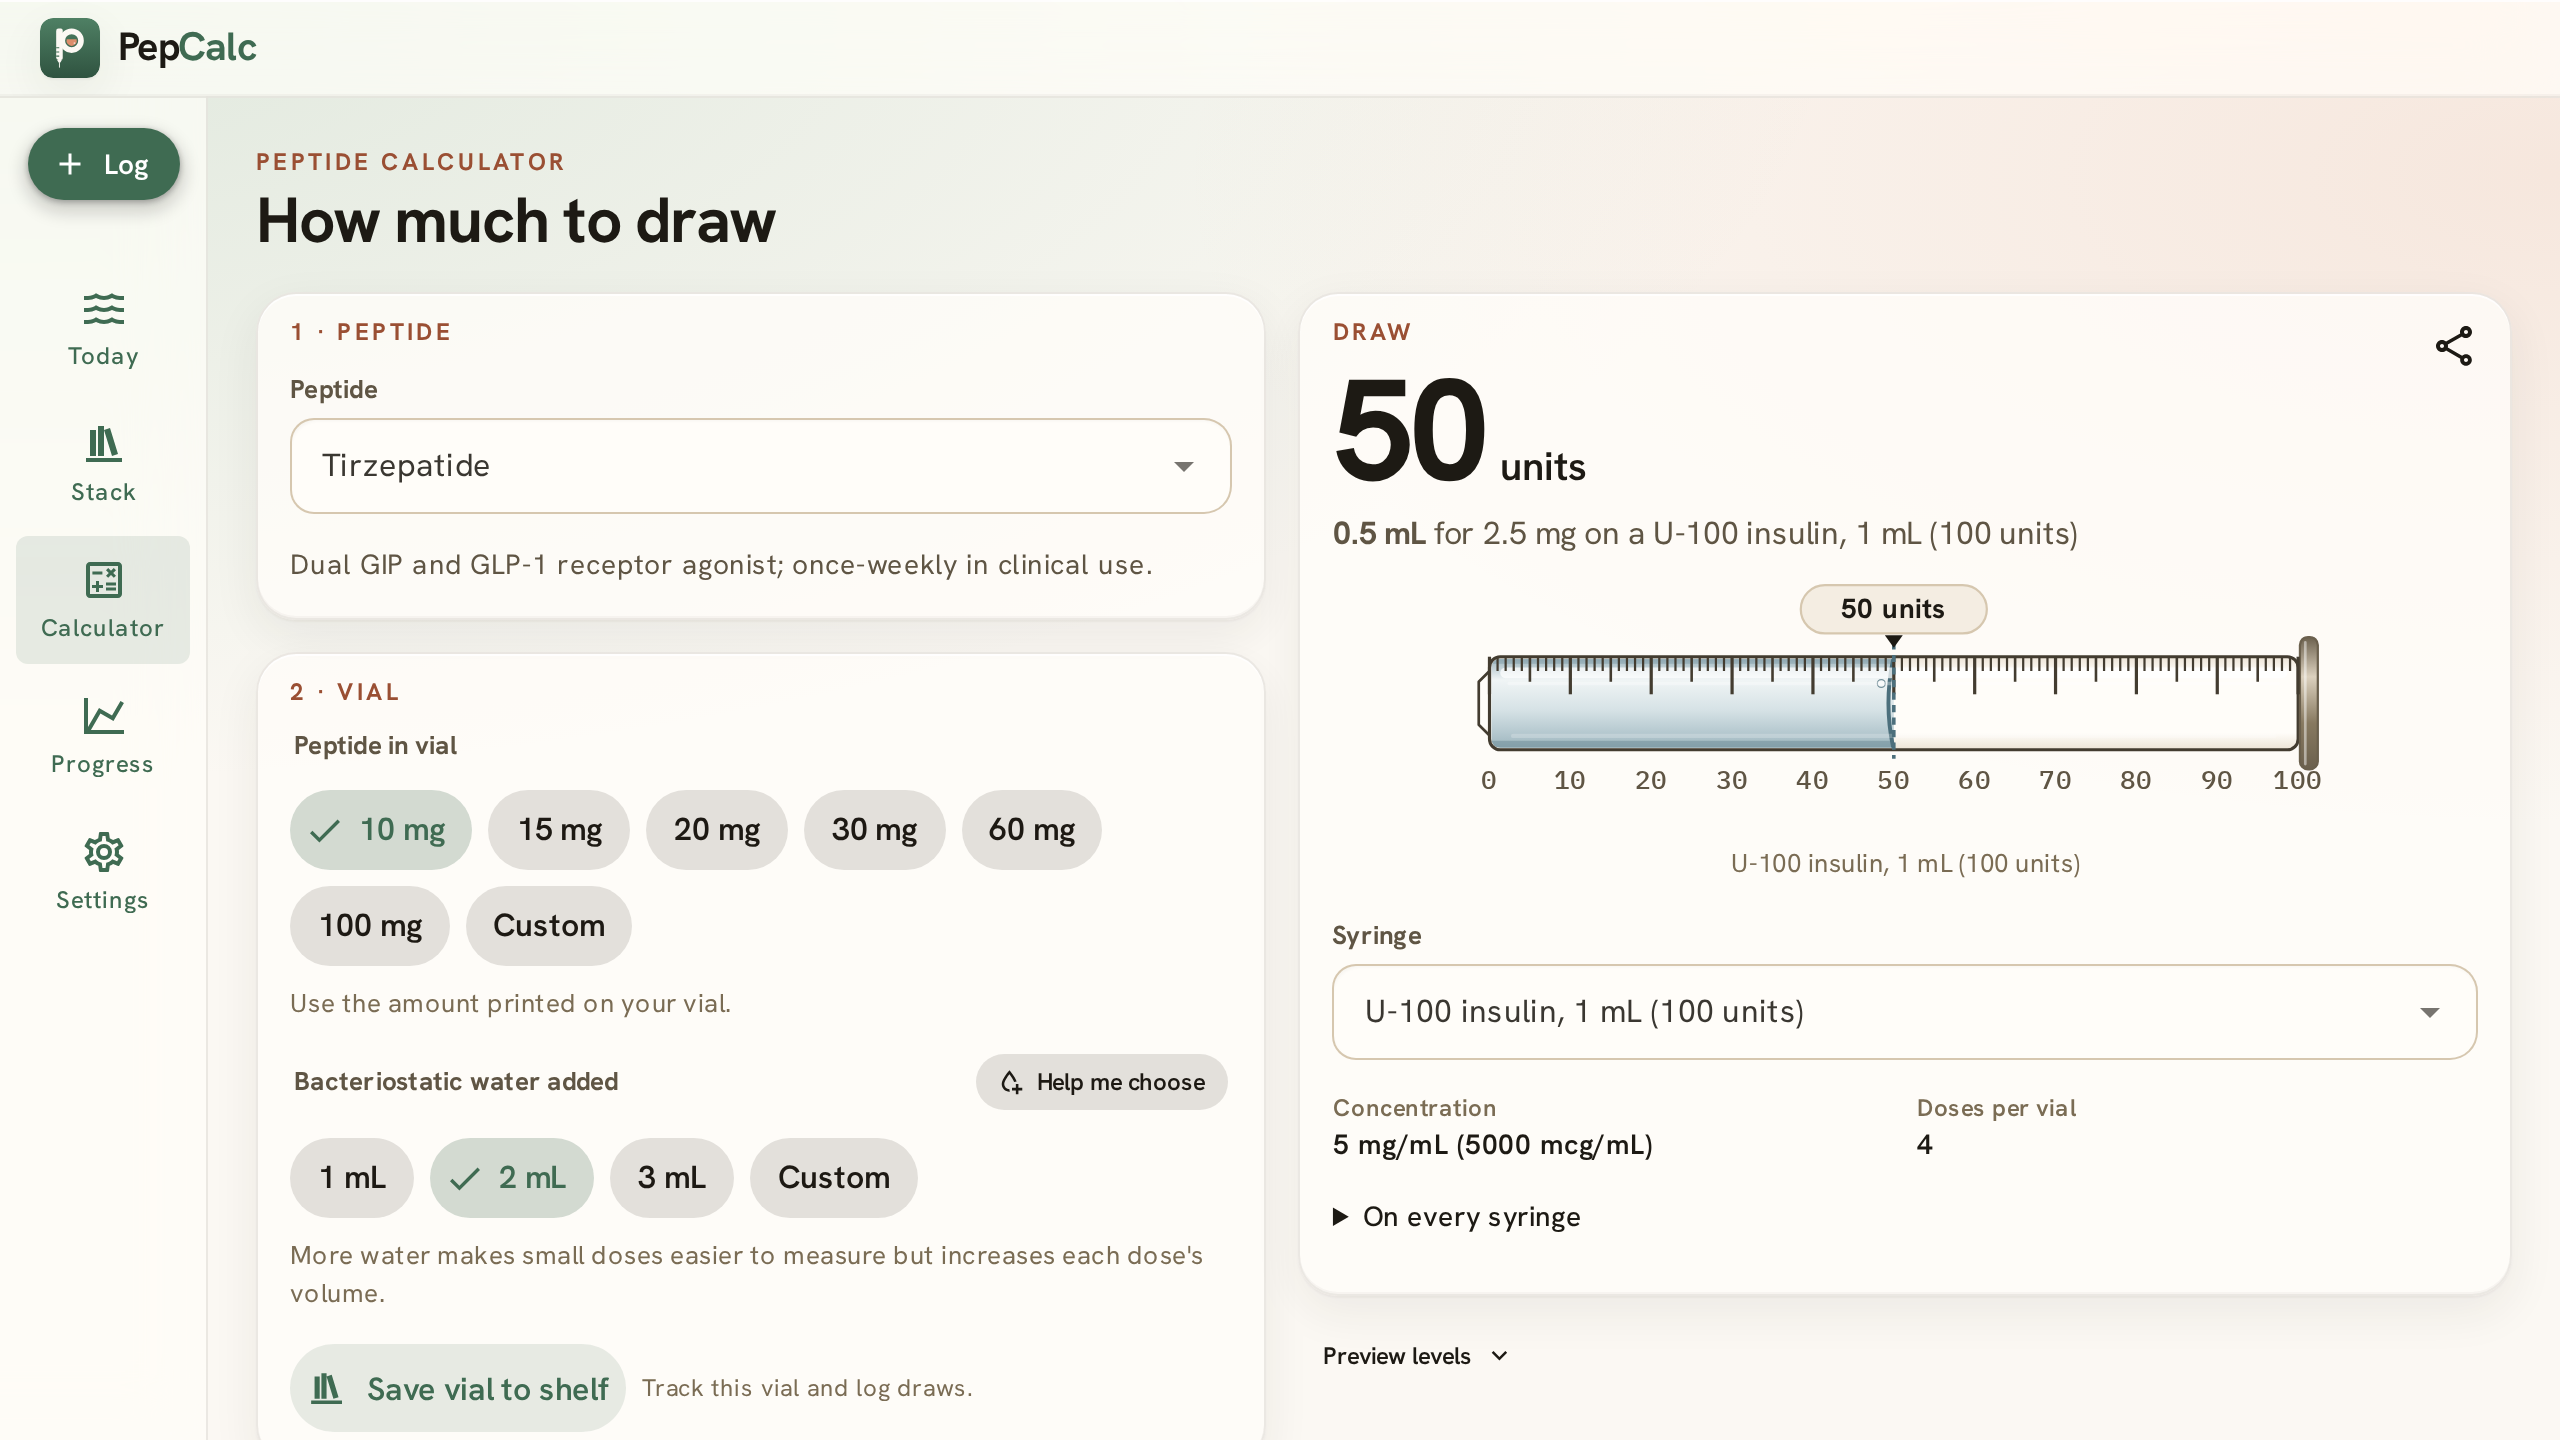 PepCalc
Log
Today
Stack
Calculator
Progress
Settings
PEPTIDE CALCULATOR
How much to draw
1 · PEPTIDE
Peptide
Tirzepatide
Dual GIP and GLP-1 receptor agonist; once-weekly in clinical use.
2 · VIAL
Peptide in vial
10 mg 15 mg 20 mg 30 mg 60 mg
100 mg Custom
Use the amount printed on your vial.
Bacteriostatic water added Help me choose
1 mL 2 mL 3 mL Custom
More water makes small doses easier to measure but increases each dose's
volume.
Save vial to shelf Track this vial and log draws.
DRAW
50 units
0.5 mL for 2.5 mg on a U-100 insulin, 1 mL (100 units)
50 units
0 10 20 30 40 50 60 70 80 90 100
U-100 insulin, 1 mL (100 units)
Syringe
U-100 insulin, 1 mL (100 units)
Concentration Doses per vial
5 mg/mL (5000 mcg/mL) 4
On every syringe
Preview levels